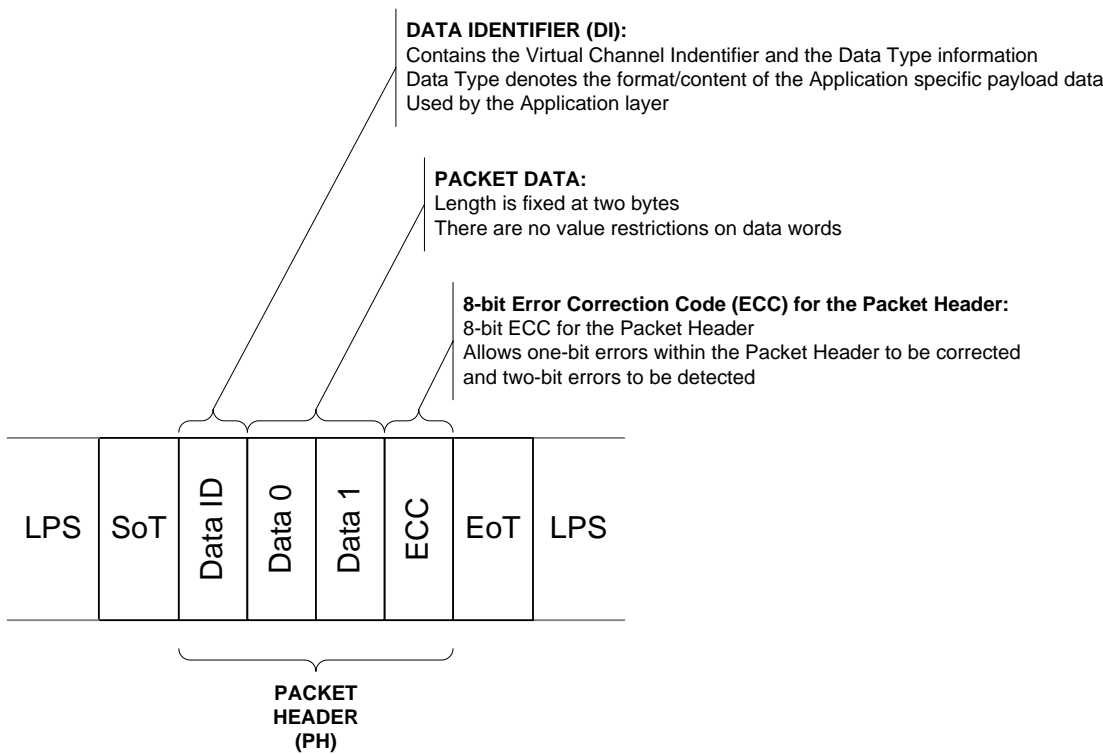 DATA IDENTIFIER (DI):
Contains the Virtual Channel Indentifier and the Data Type information
Data Type denotes the format/content of the Application specific payload data
Used by the Application layer
PACKET DATA:
Length is fixed at two bytes
There are no value restrictions on data words
8-bit Error Correction Code (ECC) for the Packet Header:
8-bit ECC for the Packet Header
Allows one-bit errors within the Packet Header to be corrected
and two-bit errors to be detected
LPS
SoT
Data ID
Data 0
Data 1
ECC
EoT
LPS
PACKET
HEADER
(PH)